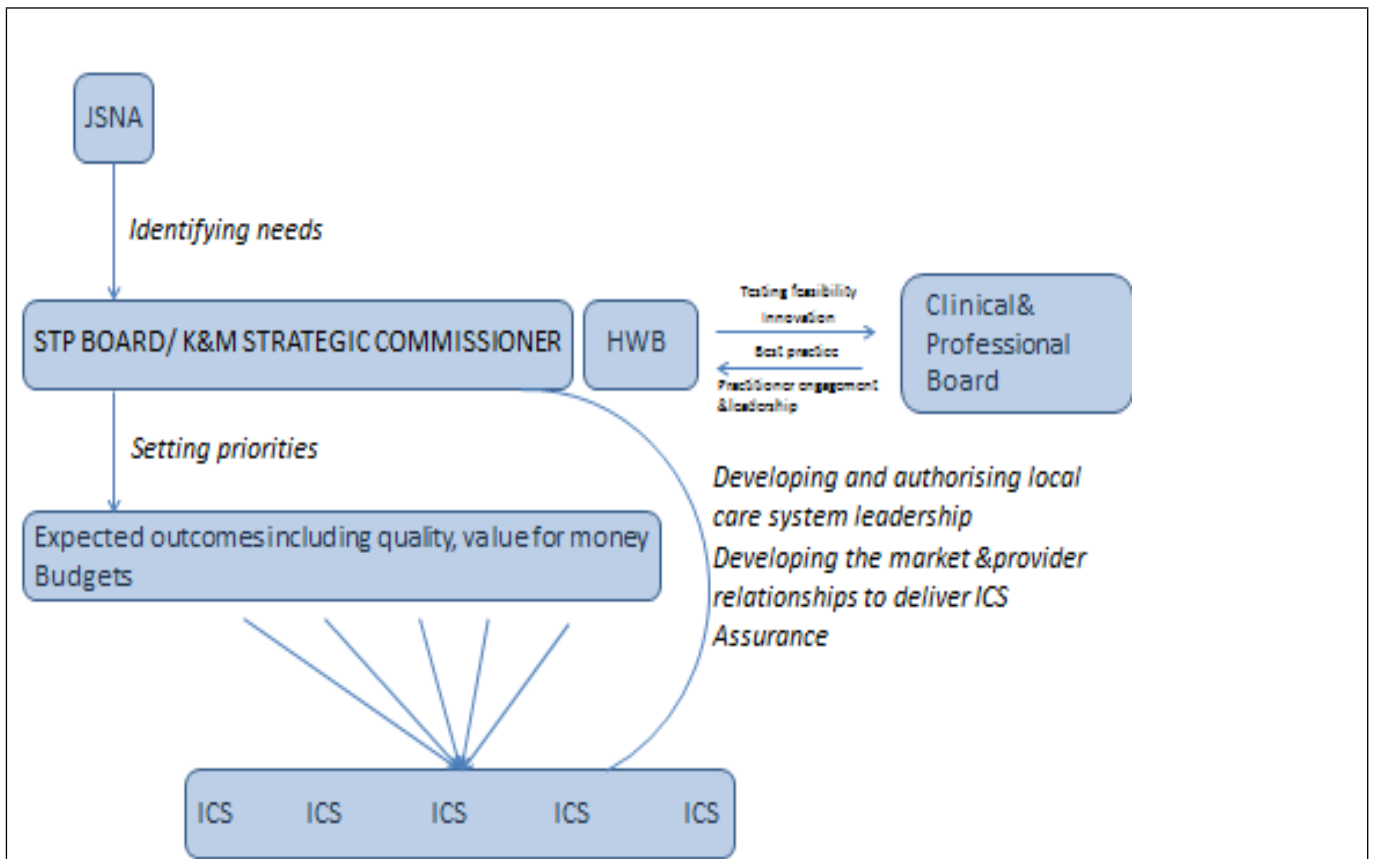 JSNA
Identifying needs
STP BOARD/ K&M STRATEGIC COMMISSIONER
HWB
Testing feasibility
Innovation
Best practice
Practitioner engagement
&leadership
Clinical&
Professional
Board
Setting priorities
Developing and authorising local
care system leadership
Developing the market &provider
relationships to deliver ICS
Assurance
Expected outcomes including quality, value for money
Budgets
ICS ICS ICS ICS ICS